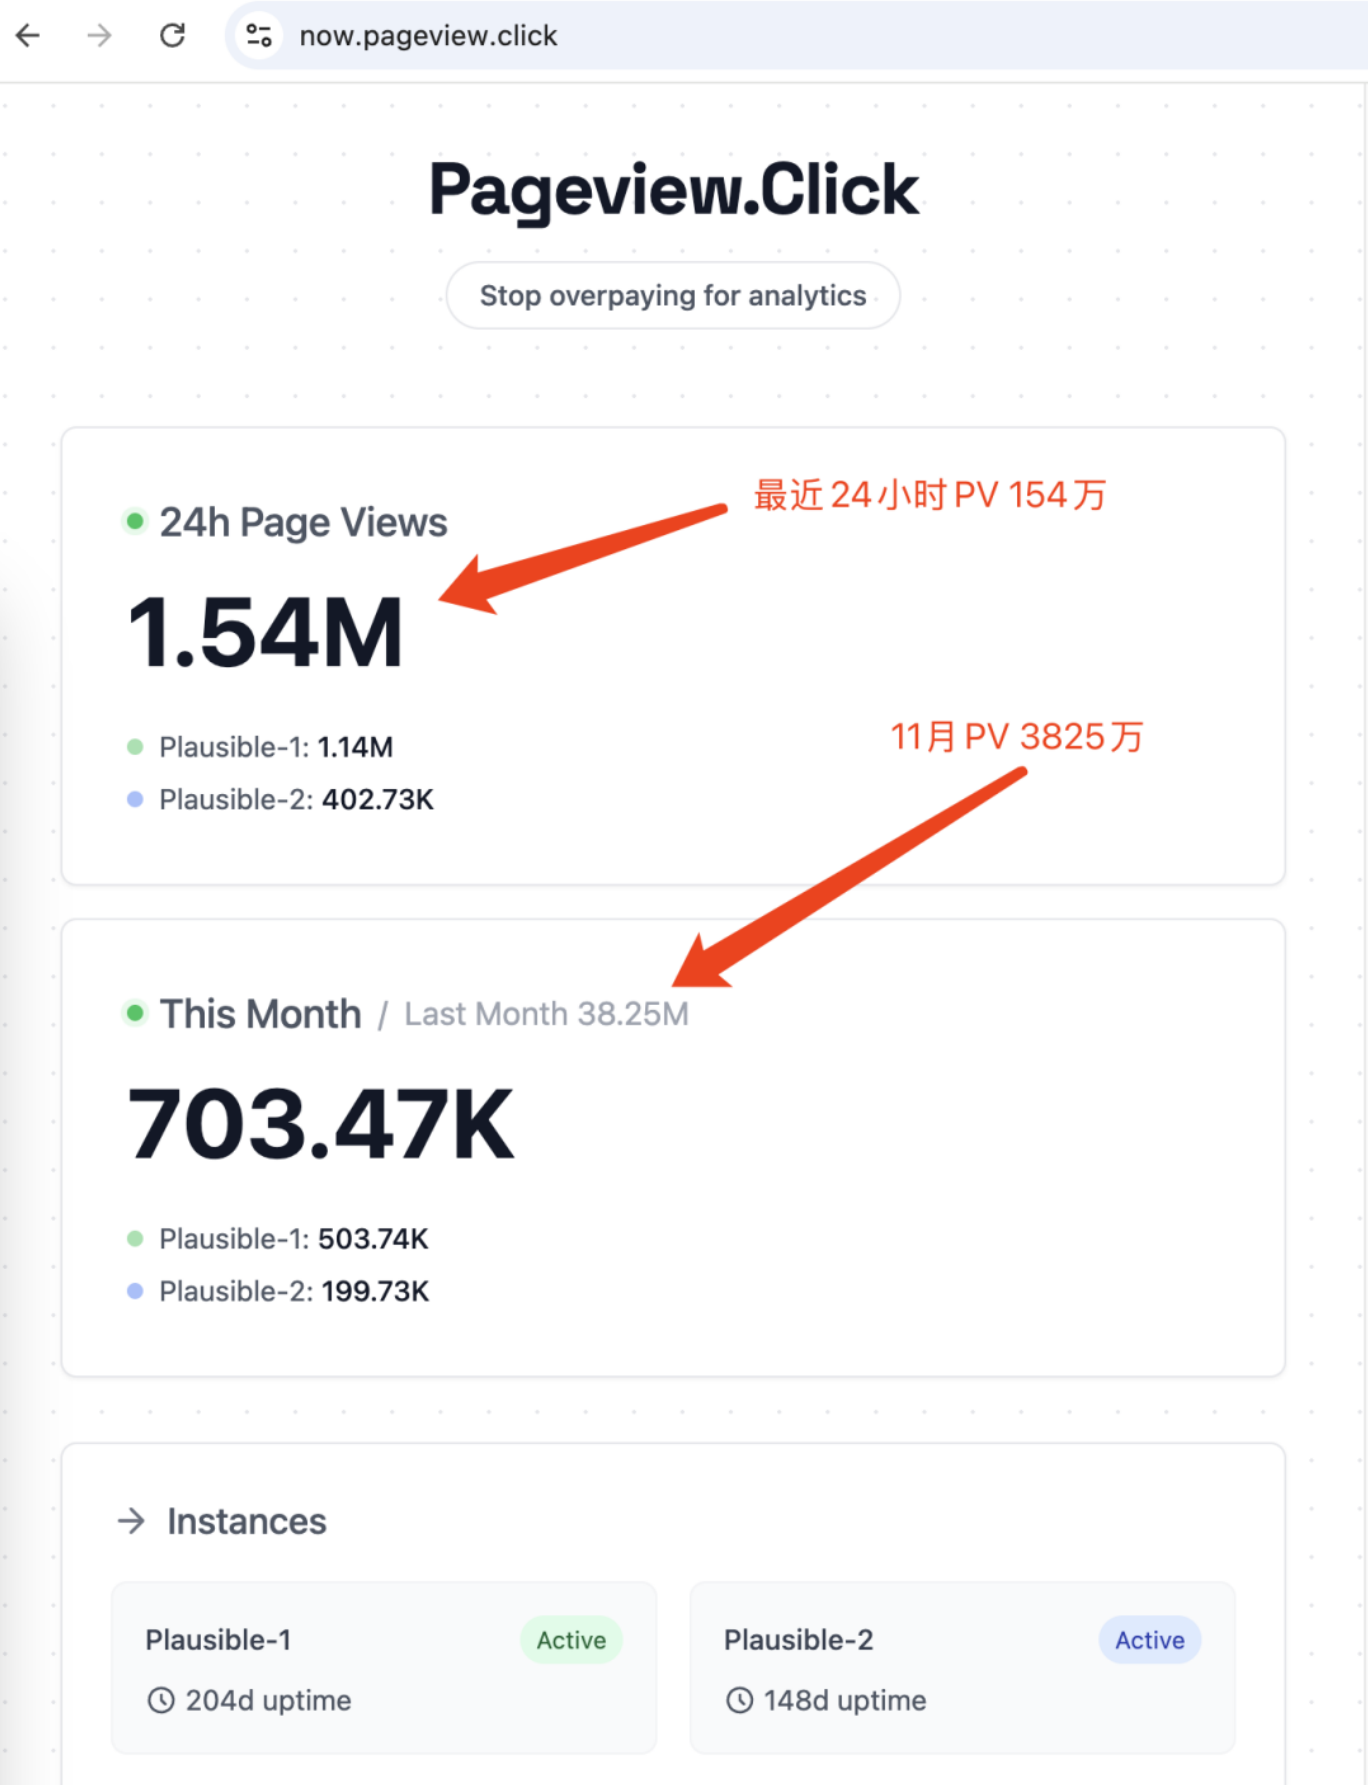 now.pageview.click
Pageview.Click
Stop overpaying for analytics
最近24小时PV 154万
24h Page Views
1.54M
Plausible-1: 1.14M
Plausible-2: 402.73K
11月PV 3825万
This Month / Last Month 38.25M
703.47K
Plausible-1: 503.74K
Plausible-2: 199.73K
Instances
Plausible-1 Active
204d uptime
Plausible-2 Active
148d uptime